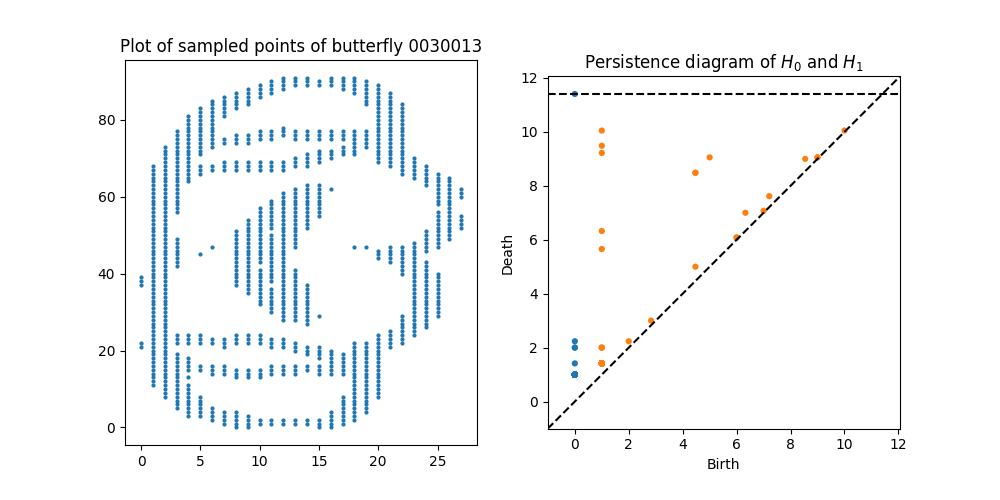 Plot of sampled points of butterfly 0030013
80
60
40
20
0
0 5 10 15 20 25
Persistence diagram of H₀ and H₁
12
10
8
6
4
2
0
Death
0 2 4 6 8 10 12
Birth